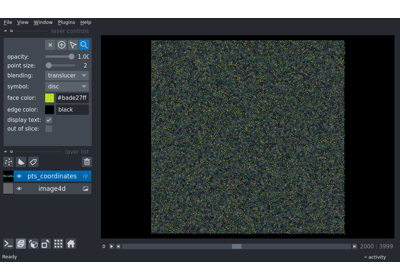 File View Window Plugins Help
layer controls
opacity: 1.00
point size: 2
blending: translucer
symbol: disc
face color: #bade27ff
edge color: black
display text:
out of slice:
layer list
pts_coordinates
image4d
2000 | 3999
Ready
activity